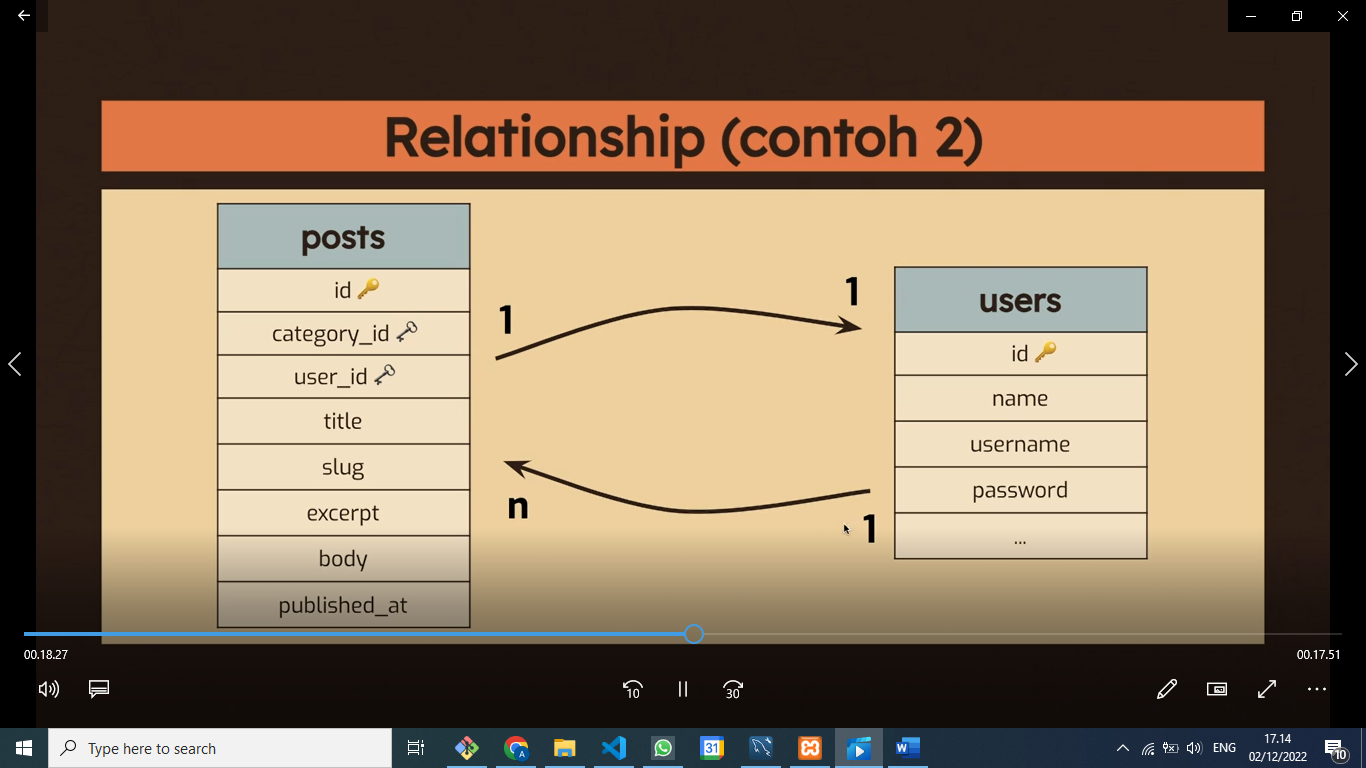 Relationship (contoh 2)
posts
id
category_id
user_id
title
slug
excerpt
body
published_at
1
1
n
1
users
id
name
username
password
...
00.18.27
00.17.51
10
30
Type here to search
31
ENG
17.14
02/12/2022
10